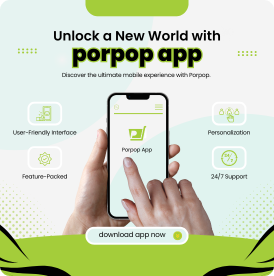 Unlock a New World with
porpop app
Discover the ultimate mobile experience with Porpop.
User-Friendly Interface
Personalization
Porpop App
Feature-Packed
24/7 Support
download app now